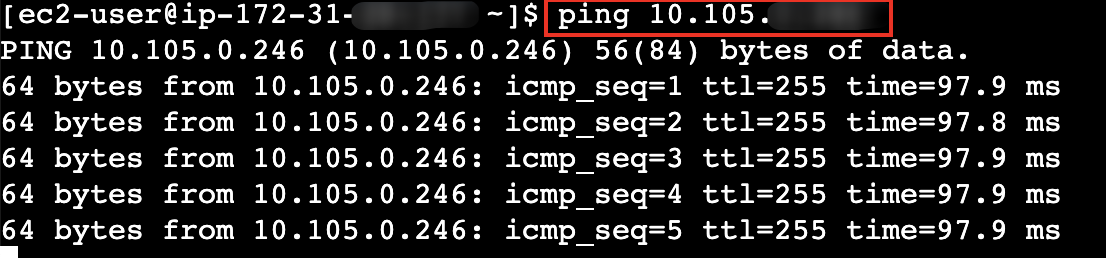 [ec2-user@ip-172-31- ~]$ ping 10.105.
PING 10.105.0.246 (10.105.0.246) 56(84) bytes of data.
64 bytes from 10.105.0.246: icmp_seq=1 ttl=255 time=97.9 ms
64 bytes from 10.105.0.246: icmp_seq=2 ttl=255 time=97.8 ms
64 bytes from 10.105.0.246: icmp_seq=3 ttl=255 time=97.9 ms
64 bytes from 10.105.0.246: icmp_seq=4 ttl=255 time=97.9 ms
64 bytes from 10.105.0.246: icmp_seq=5 ttl=255 time=97.9 ms